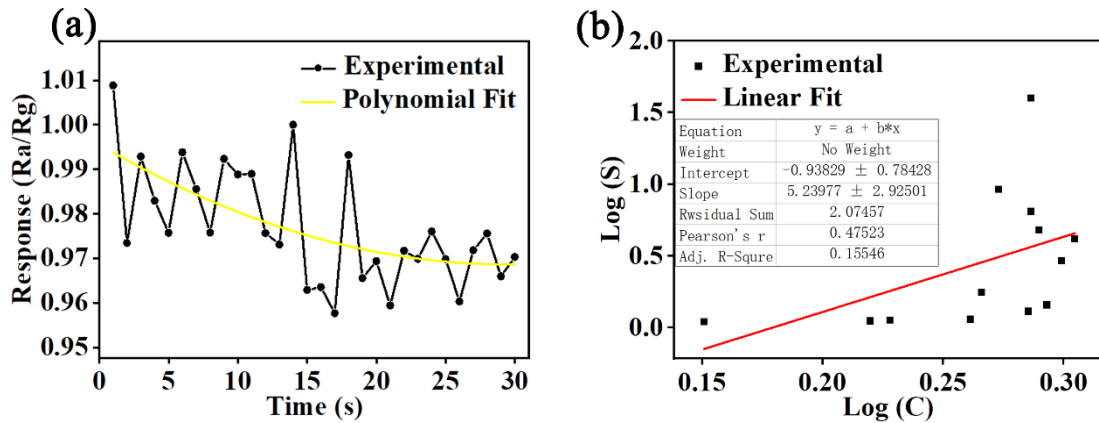 (a)
Experimental
Polynomial Fit
Response (Ra/Rg)
1.01
1.00
0.99
0.98
0.97
0.96
0.95
0 5 10 15 20 25 30
Time (s)
(b)
Experimental
Linear Fit
Equation y = a + b*x
Weight No Weight
Intercept -0.93829 ± 0.78428
Slope 5.23977 ± 2.92501
Rwsidual Sum 2.07457
Pearson's r 0.47523
Adj. R-Squre 0.15546
Log (S)
2.0
1.5
1.0
0.5
0.0
0.15 0.20 0.25 0.30
Log (C)